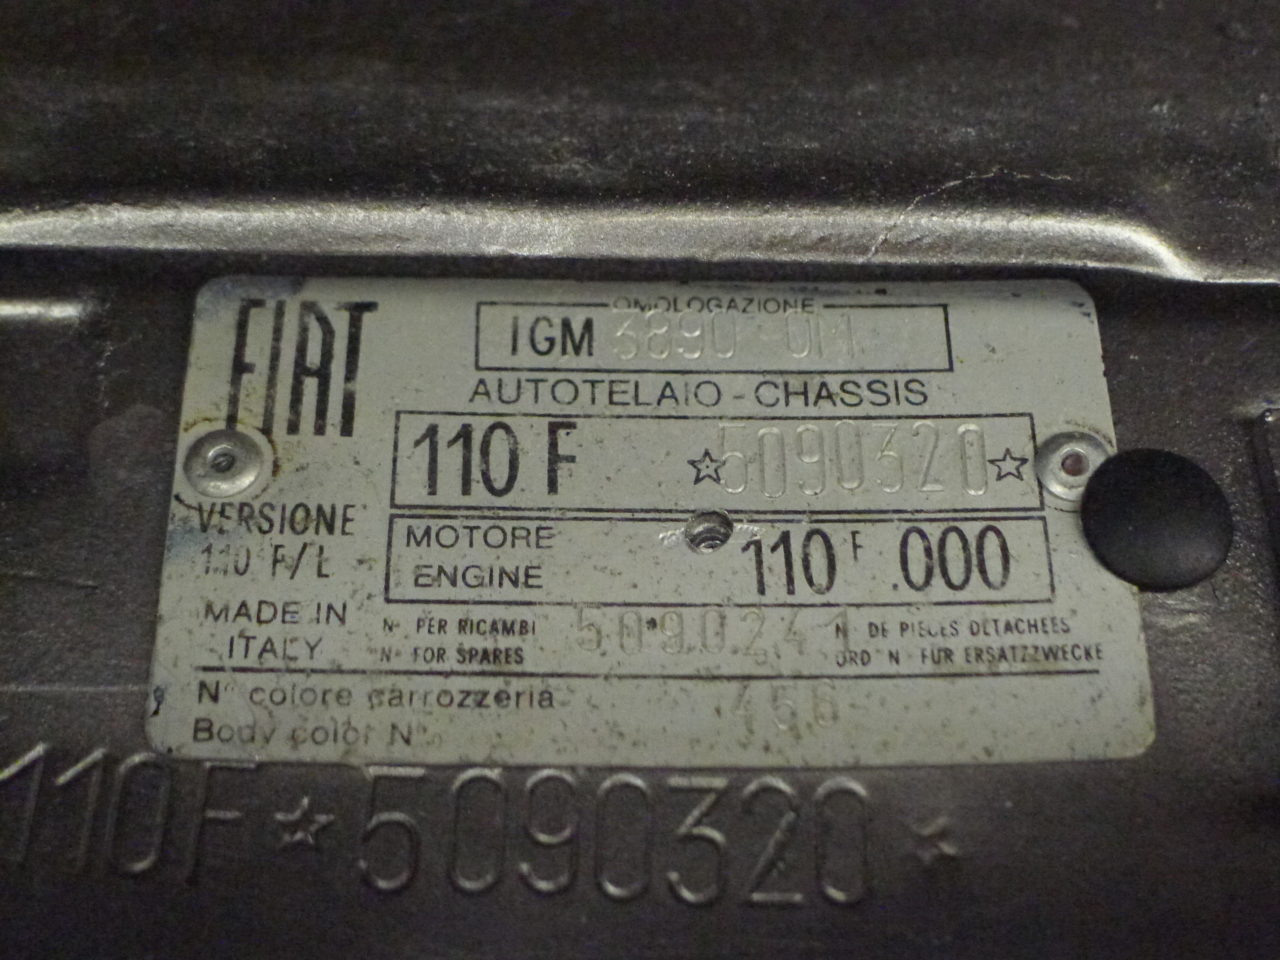 FIAT
OMOLOGAZIONE
IGM 3890 OM
AUTOTELAIO - CHASSIS
110 F ☆5090320☆
VERSIONE
110 F/L
MOTORE
ENGINE
110 F .000
MADE IN
ITALY
N° PER RICAMBI
N° FOR SPARES
5090241
N° DE PIECES DETACHEES
ORD N° FUR ERSATZZWECKE
N° colore carrozzeria
Body color N°
456
110F☆5090320☆